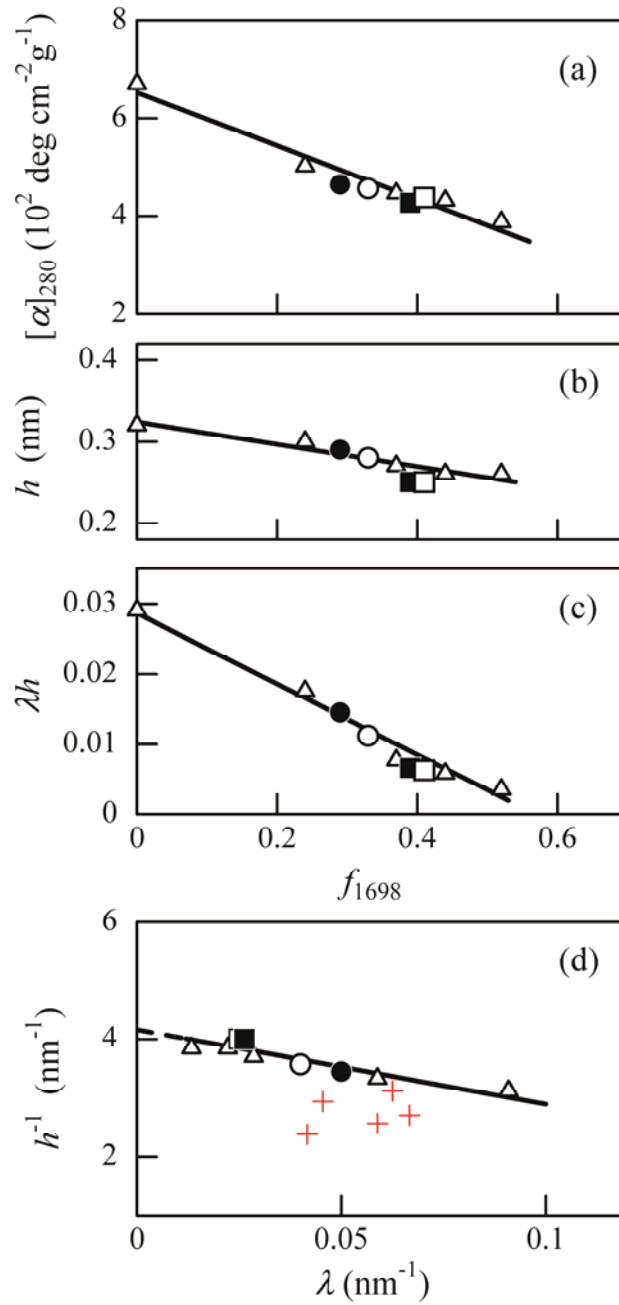 [α]280 (10² deg cm⁻²g⁻¹)
8
6
4
2
(a)
h (nm)
0.4
0.3
0.2
(b)
λh
0.03
0.02
0.01
0
(c)
0 0.2 0.4 0.6
f1698
h⁻¹ (nm⁻¹)
6
4
2
(d)
0 0.05 0.1
λ (nm⁻¹)